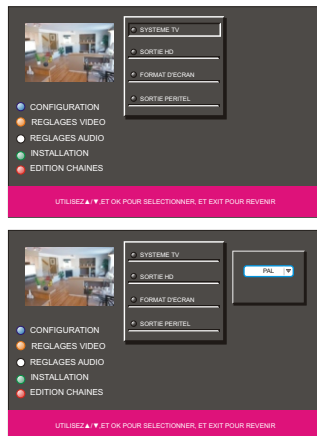 SYSTEME TV
SORTIE HD
FORMAT D'ECRAN
SORTIE PERITEL
CONFIGURATION
REGLAGES VIDEO
REGLAGES AUDIO
INSTALLATION
EDITION CHAINES
UTILISEZ▲/▼,ET OK POUR SELECTIONNER, ET EXIT POUR REVENIR
SYSTEME TV
SORTIE HD
FORMAT D'ECRAN
SORTIE PERITEL
PAL ▼
CONFIGURATION
REGLAGES VIDEO
REGLAGES AUDIO
INSTALLATION
EDITION CHAINES
UTILISEZ▲/▼,ET OK POUR SELECTIONNER, ET EXIT POUR REVENIR